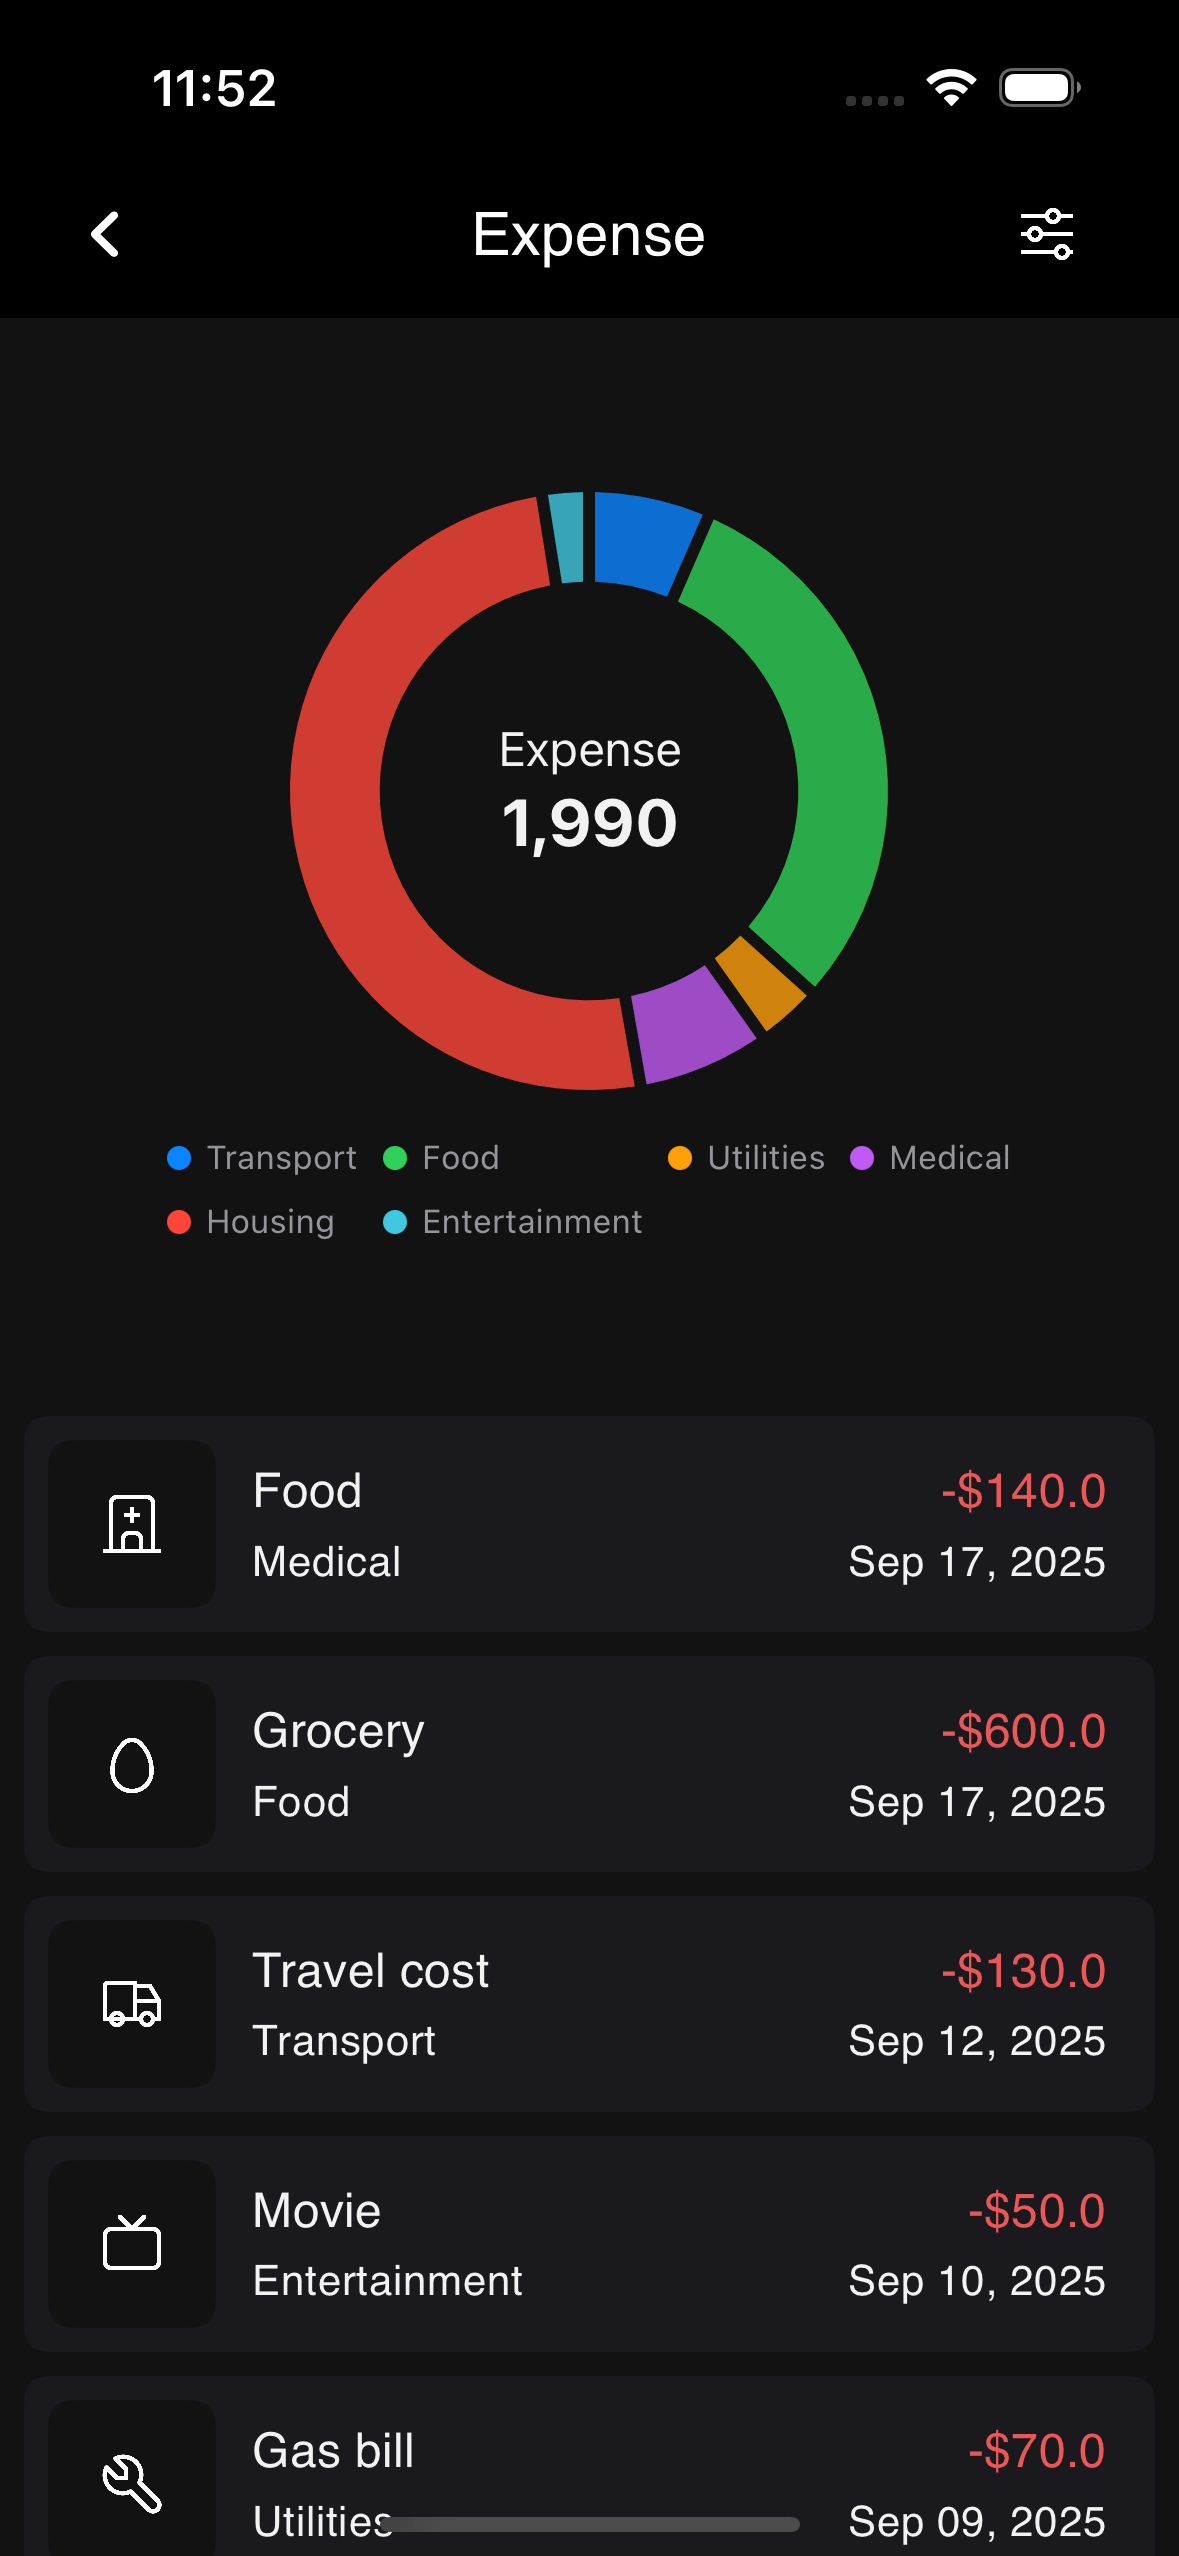 11:52
Expense
Expense
1,990
Transport Food Utilities Medical
Housing Entertainment
Food -$140.0
Medical Sep 17, 2025
Grocery -$600.0
Food Sep 17, 2025
Travel cost -$130.0
Transport Sep 12, 2025
Movie -$50.0
Entertainment Sep 10, 2025
Gas bill -$70.0
Utilities Sep 09, 2025